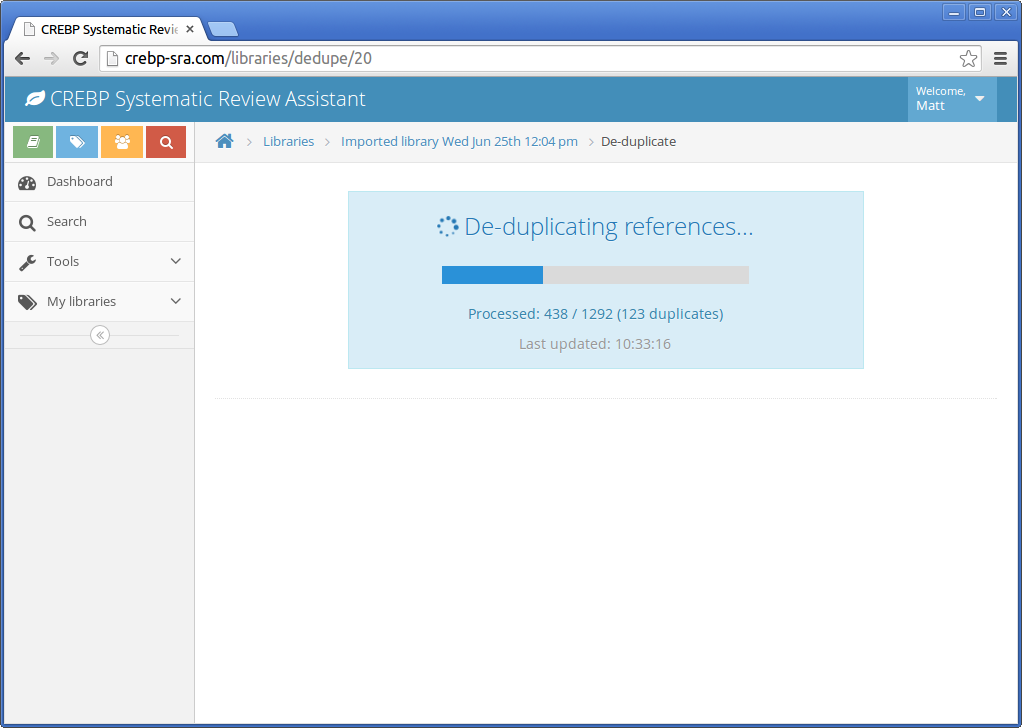 CREBP Systematic Revie
crebp-sra.com/libraries/dedupe/20
CREBP Systematic Review Assistant
Welcome,
Matt
Libraries
Imported library Wed Jun 25th 12:04 pm
De-duplicate
Dashboard
Search
Tools
My libraries
De-duplicating references...
Processed: 438 / 1292 (123 duplicates)
Last updated: 10:33:16